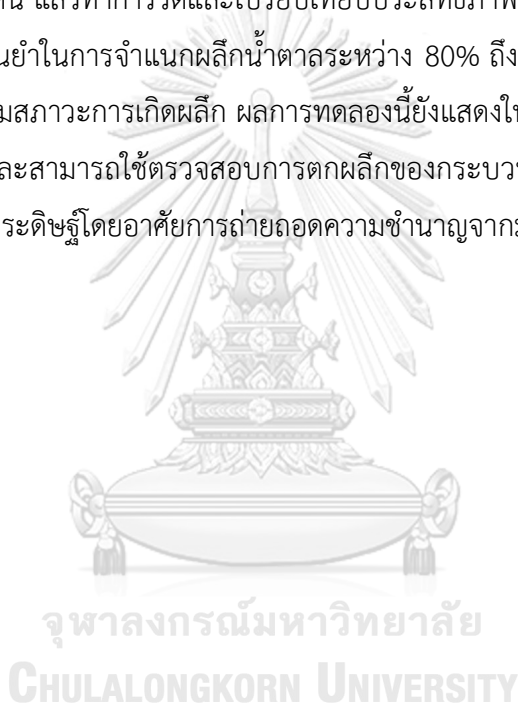 แล้วทำการวัดและเปรียบเทียบประสิทธิภาพ
นยำในการจำแนกผลึกน้ำตาลระหว่าง 80% ถึง
มสภาวะการเกิดผลึก ผลการทดลองนี้ยังแสดงใ
ละสามารถใช้ตรวจสอบการตกผลึกของกระบว
ระดิษฐ์โดยอาศัยการถ่ายถอดความชำนาญจาก
จุฬาลงกรณ์มหาวิทยาลัย
CHULALONGKORN UNIVERSITY